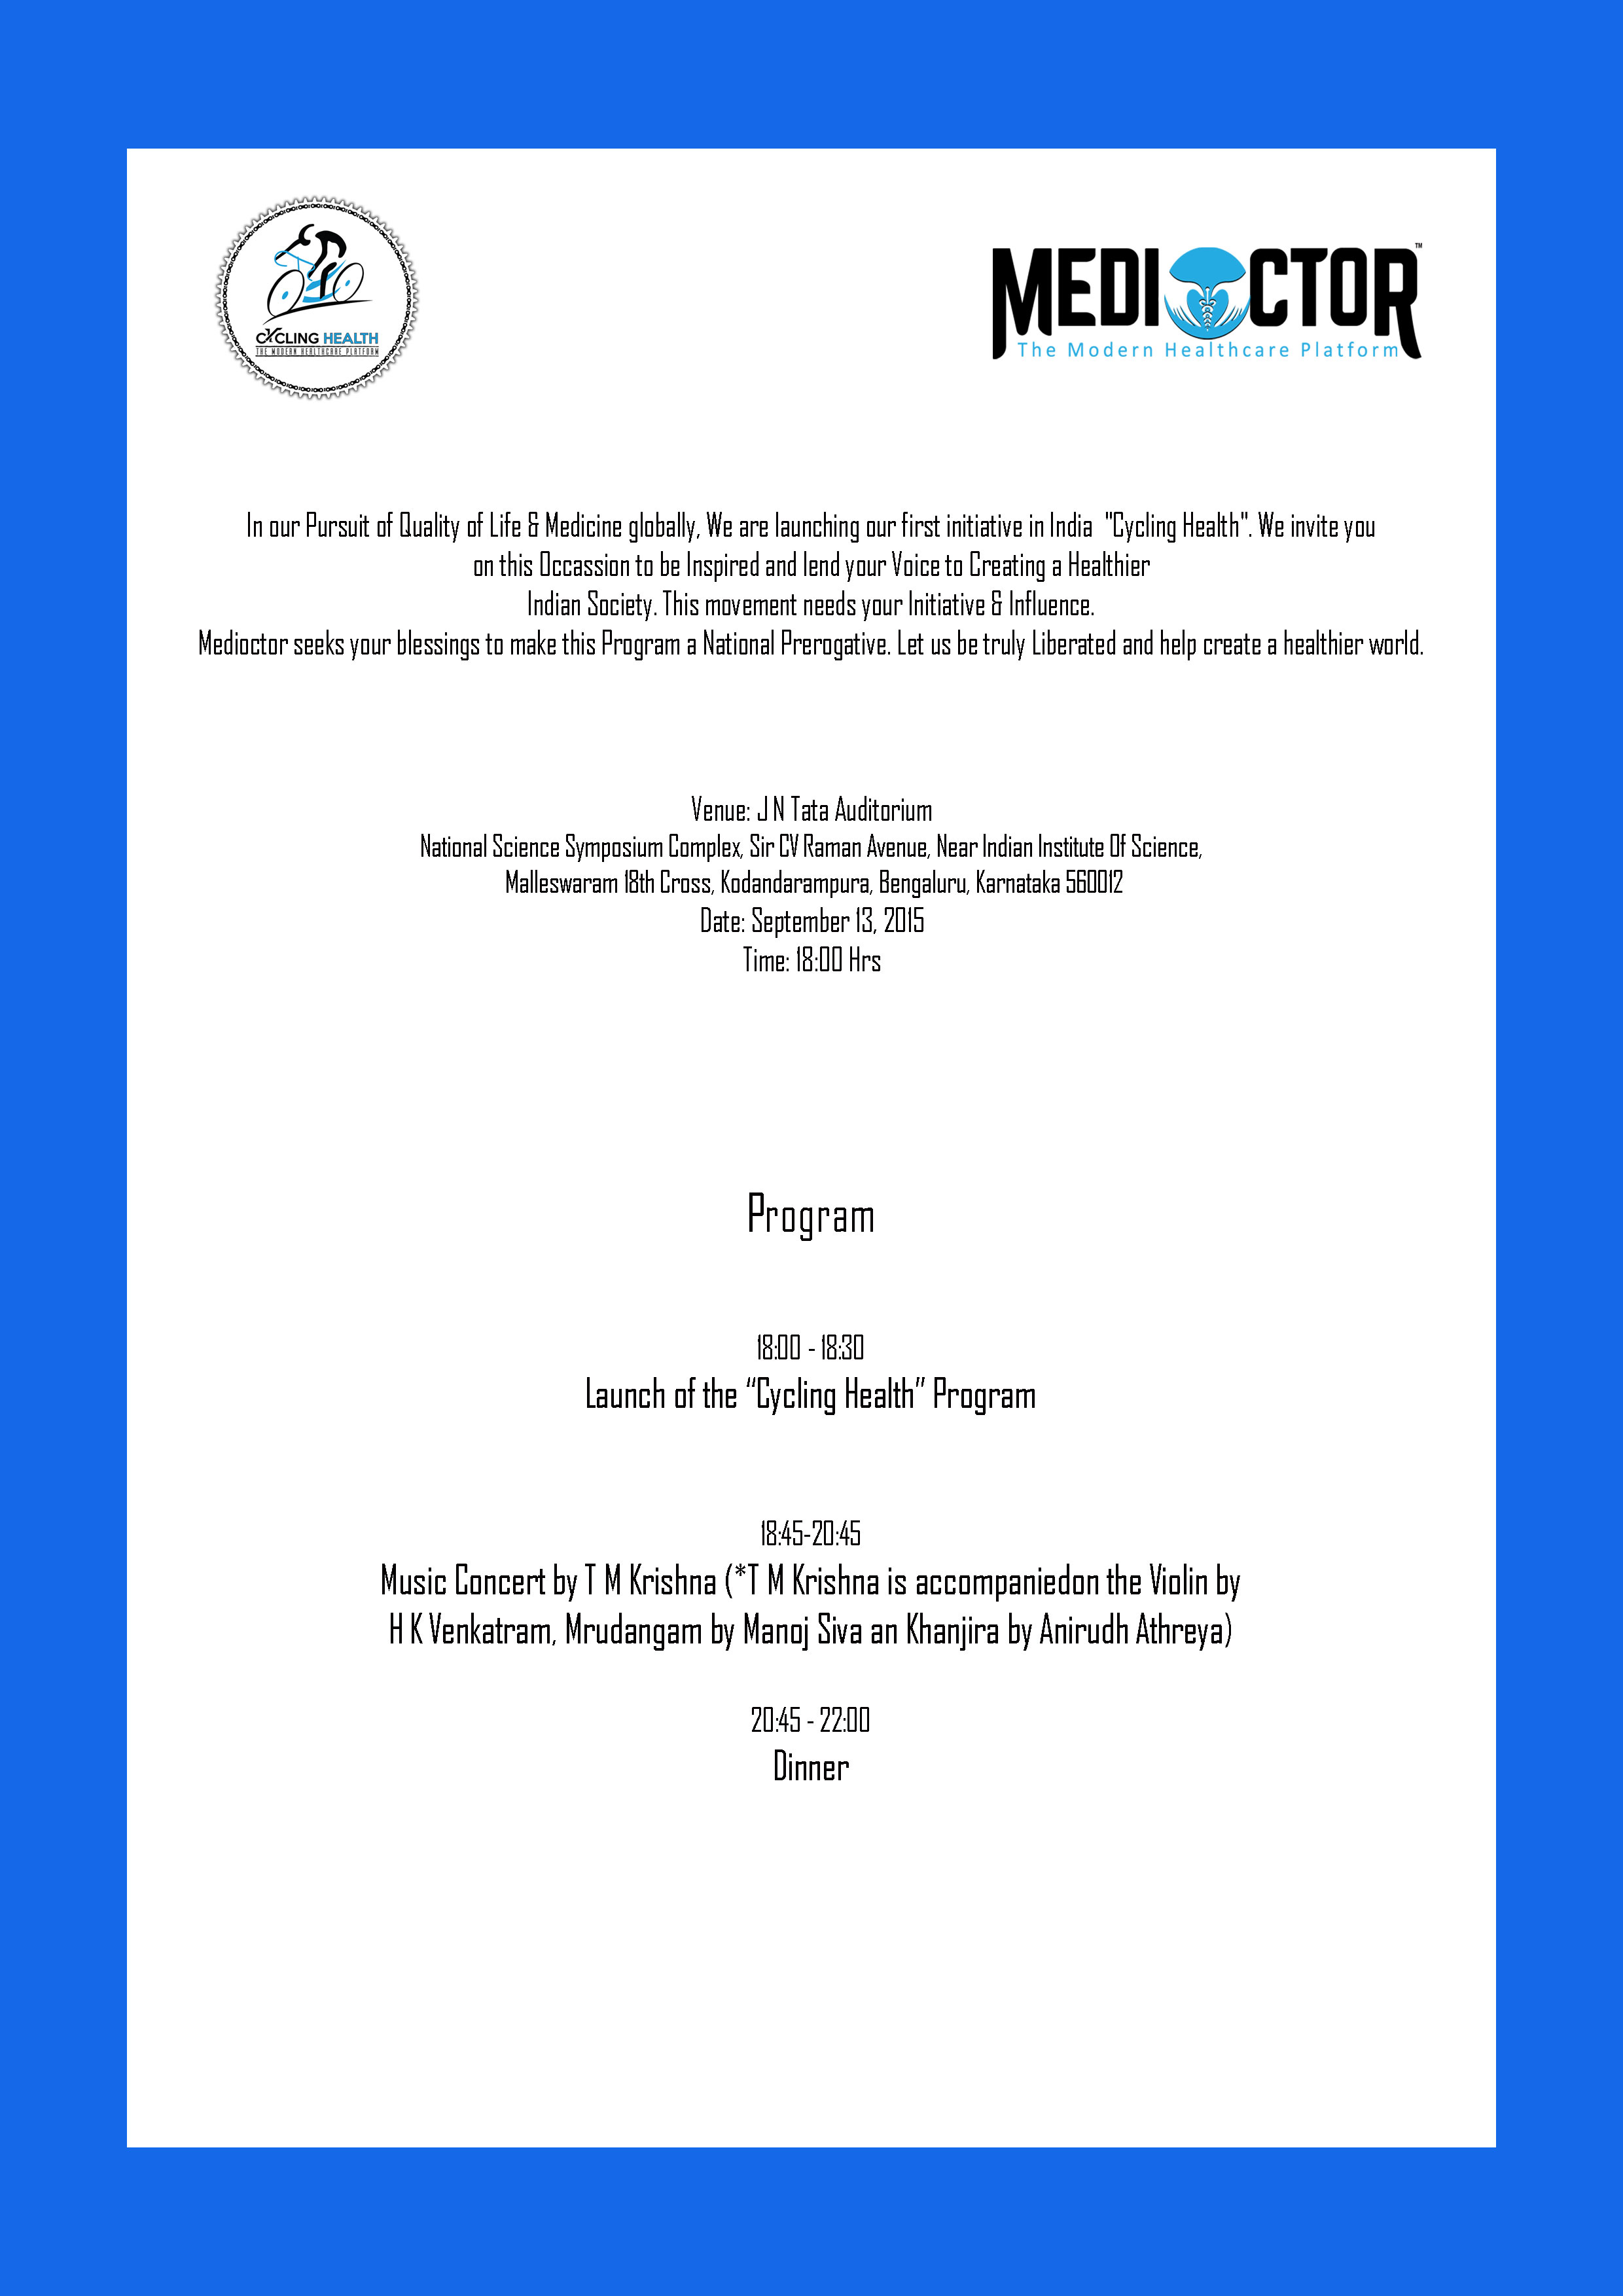 CYCLING HEALTH
THE MODERN HEALTHCARE PLATFORM
MEDIOCTOR™
The Modern Healthcare Platform
In our Pursuit of Quality of Life & Medicine globally, We are launching our first initiative in India "Cycling Health". We invite you
on this Occassion to be Inspired and lend your Voice to Creating a Healthier
Indian Society. This movement needs your Initiative & Influence.
Medioctor seeks your blessings to make this Program a National Prerogative. Let us be truly Liberated and help create a healthier world.
Venue: J N Tata Auditorium
National Science Symposium Complex, Sir CV Raman Avenue, Near Indian Institute Of Science,
Malleswaram 18th Cross, Kodandarampura, Bengaluru, Karnataka 560012
Date: September 13, 2015
Time: 18:00 Hrs
Program
18:00 - 18:30
Launch of the “Cycling Health” Program
18:45-20:45
Music Concert by T M Krishna (*T M Krishna is accompaniedon the Violin by
H K Venkatram, Mrudangam by Manoj Siva an Khanjira by Anirudh Athreya)
20:45 - 22:00
Dinner